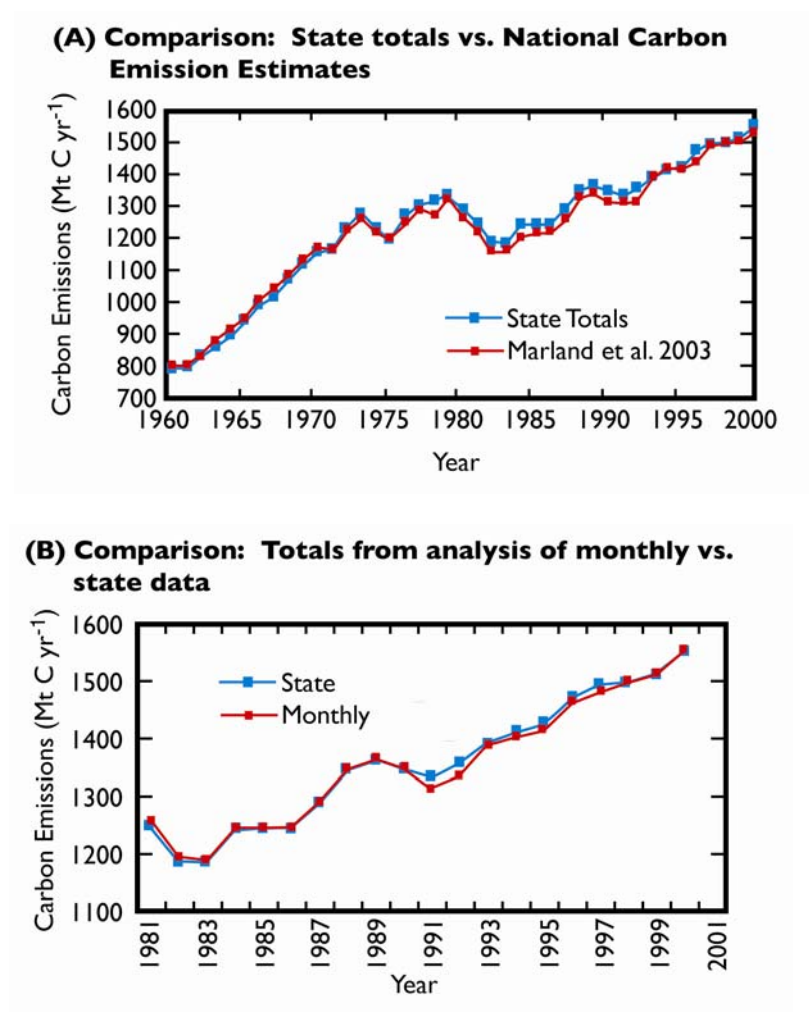 (A) Comparison: State totals vs. National Carbon
Emission Estimates
Carbon Emissions (Mt C yr-1)
1600
1500
1400
1300
1200
1100
1000
900
800
700
State Totals
Marland et al. 2003
1960 1965 1970 1975 1980 1985 1990 1995 2000
Year
(B) Comparison: Totals from analysis of monthly vs.
state data
Carbon Emissions (Mt C yr-1)
1600
1500
1400
1300
1200
1100
State
Monthly
1981 1983 1985 1987 1989 1991 1993 1995 1997 1999 2001
Year